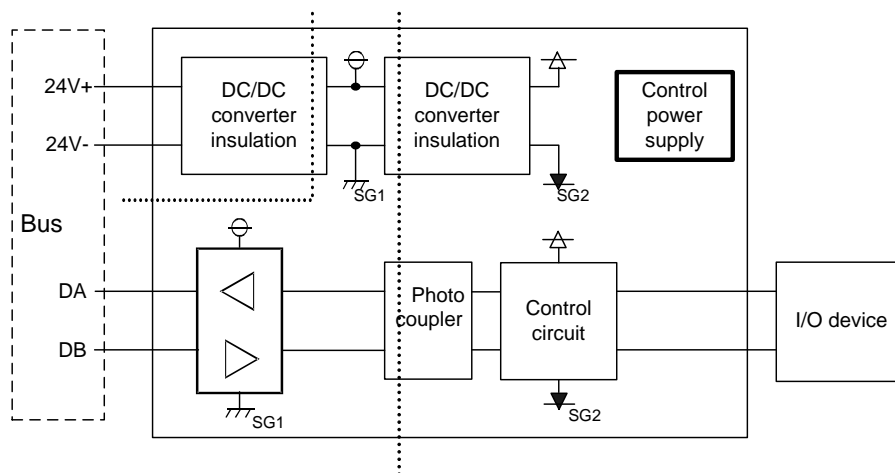 24V+
DC/DC
converter
insulation
DC/DC
converter
insulation
Control
power
supply
24V-
SG1
SG2
Bus
DA
Photo
coupler
Control
circuit
I/O device
DB
SG1
SG2